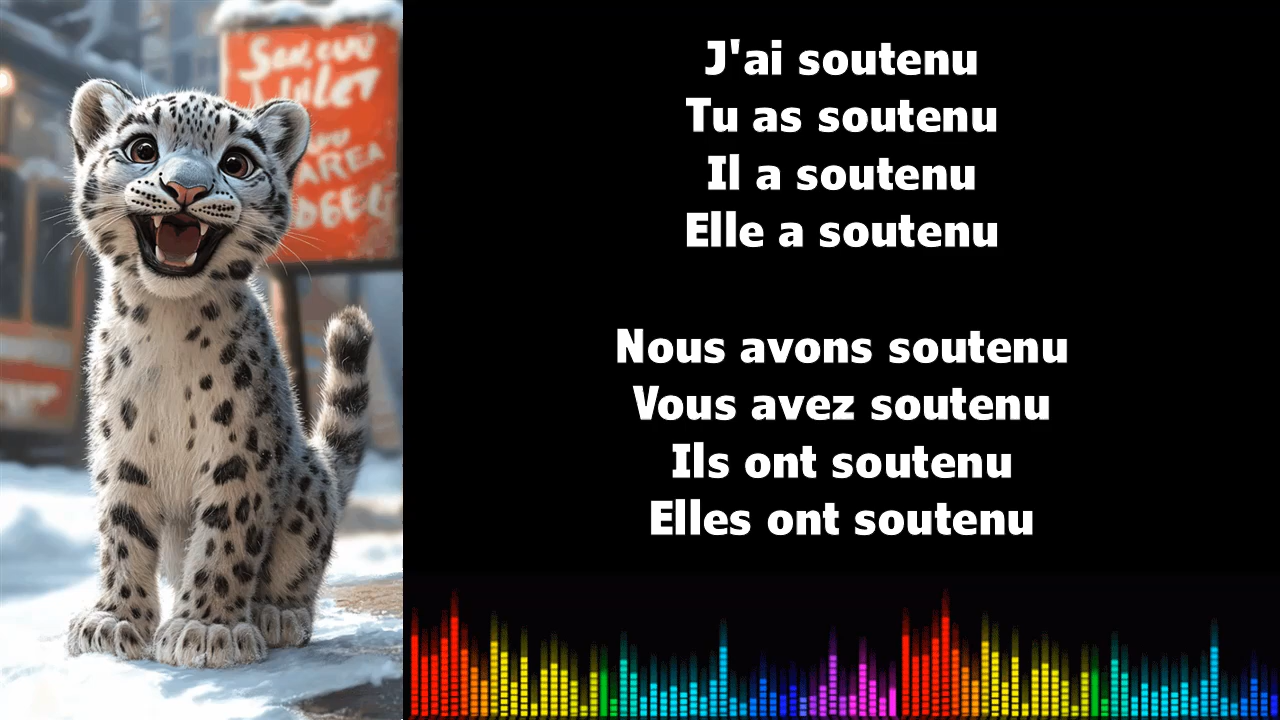 J'ai soutenu
Tu as soutenu
Il a soutenu
Elle a soutenu
Nous avons soutenu
Vous avez soutenu
Ils ont soutenu
Elles ont soutenu